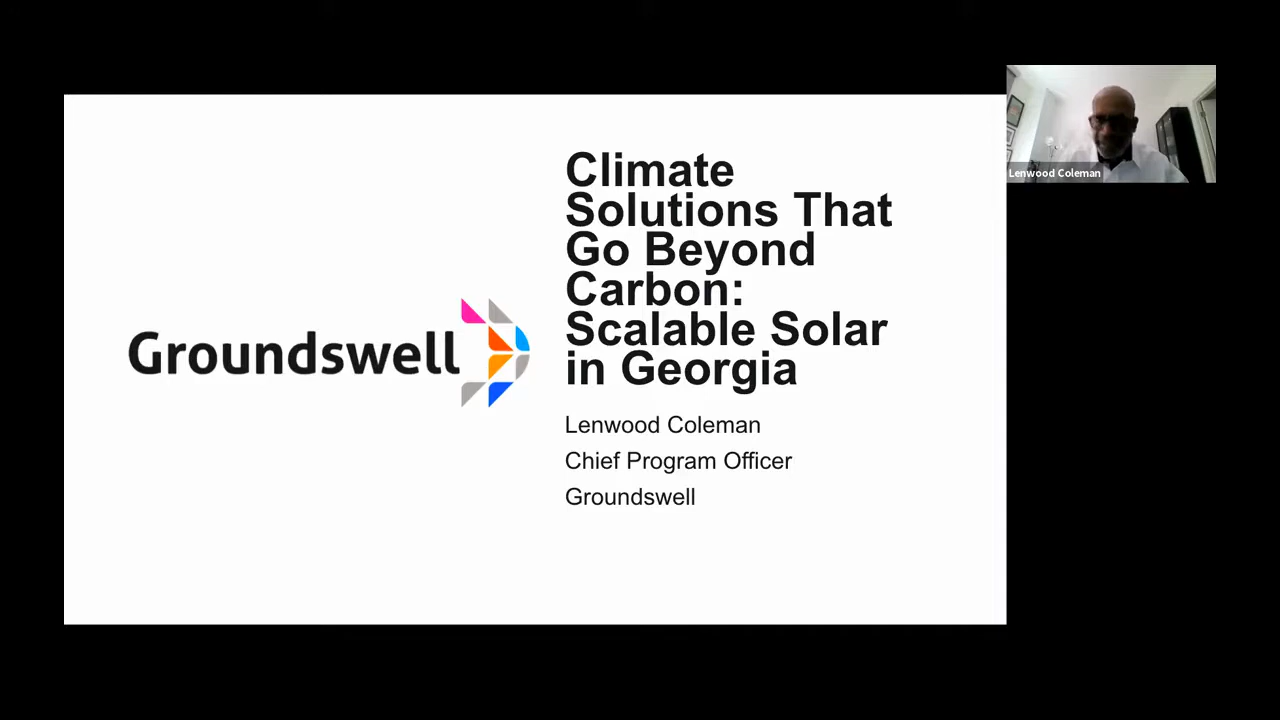 Climate
Solutions That
Go Beyond
Carbon:
Scalable Solar
in Georgia
Groundswell
Lenwood Coleman
Chief Program Officer
Groundswell
Lenwood Coleman